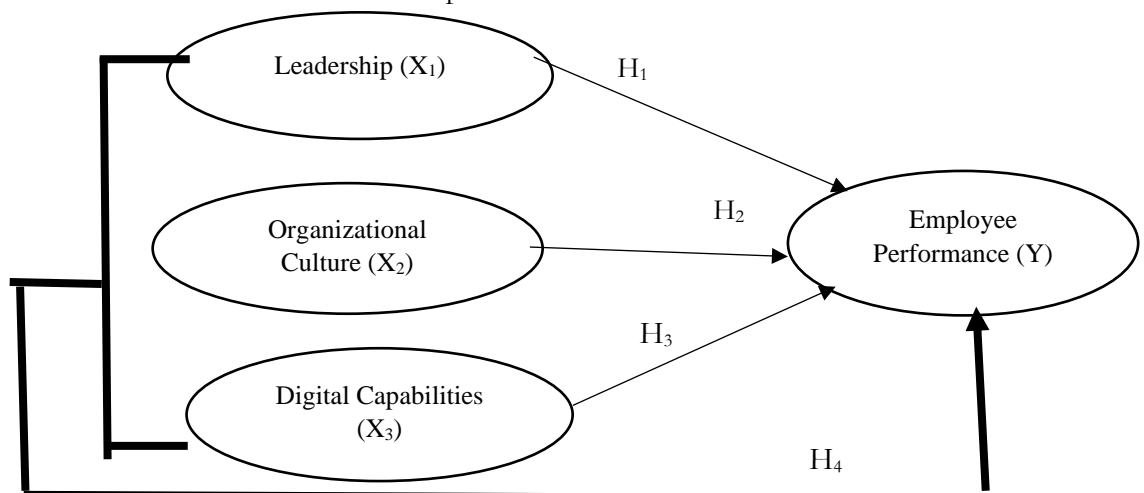 Leadership (X₁)
H₁
Organizational
Culture (X₂)
H₂
Employee
Performance (Y)
Digital Capabilities
(X₃)
H₃
H₄